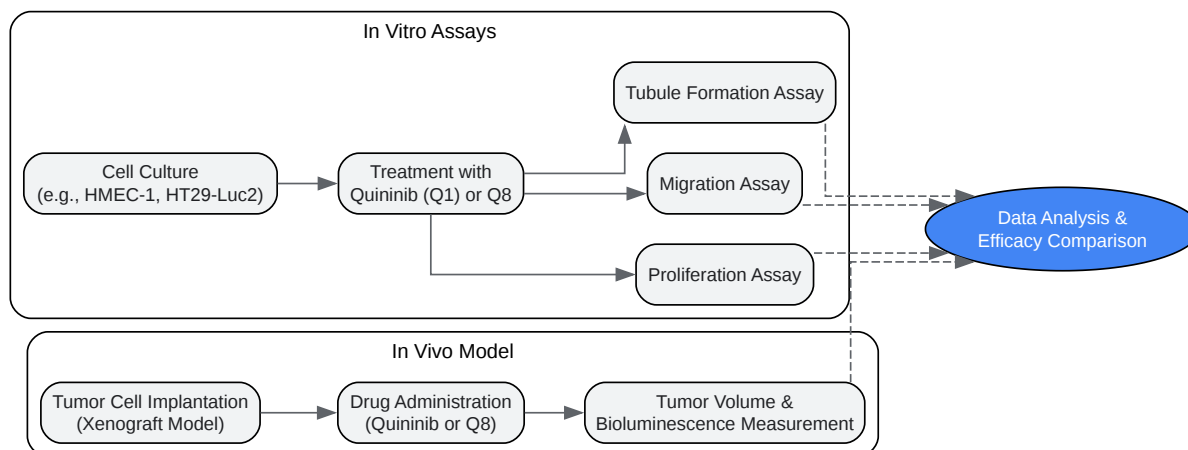 In Vitro Assays
Tubule Formation Assay
Cell Culture
(e.g., HMEC-1, HT29-Luc2)
Treatment with
Quininib (Q1) or Q8
Migration Assay
Proliferation Assay
Data Analysis &
Efficacy Comparison
In Vivo Model
Tumor Cell Implantation
(Xenograft Model)
Drug Administration
(Quininib or Q8)
Tumor Volume &
Bioluminescence Measurement